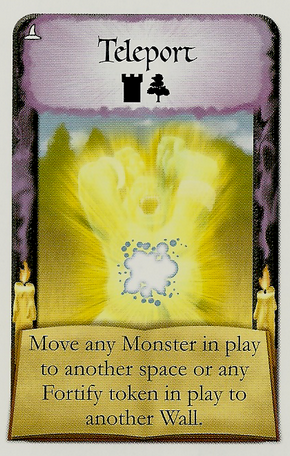 Teleport
Move any Monster in play
to another space or any
Fortify token in play to
another Wall.